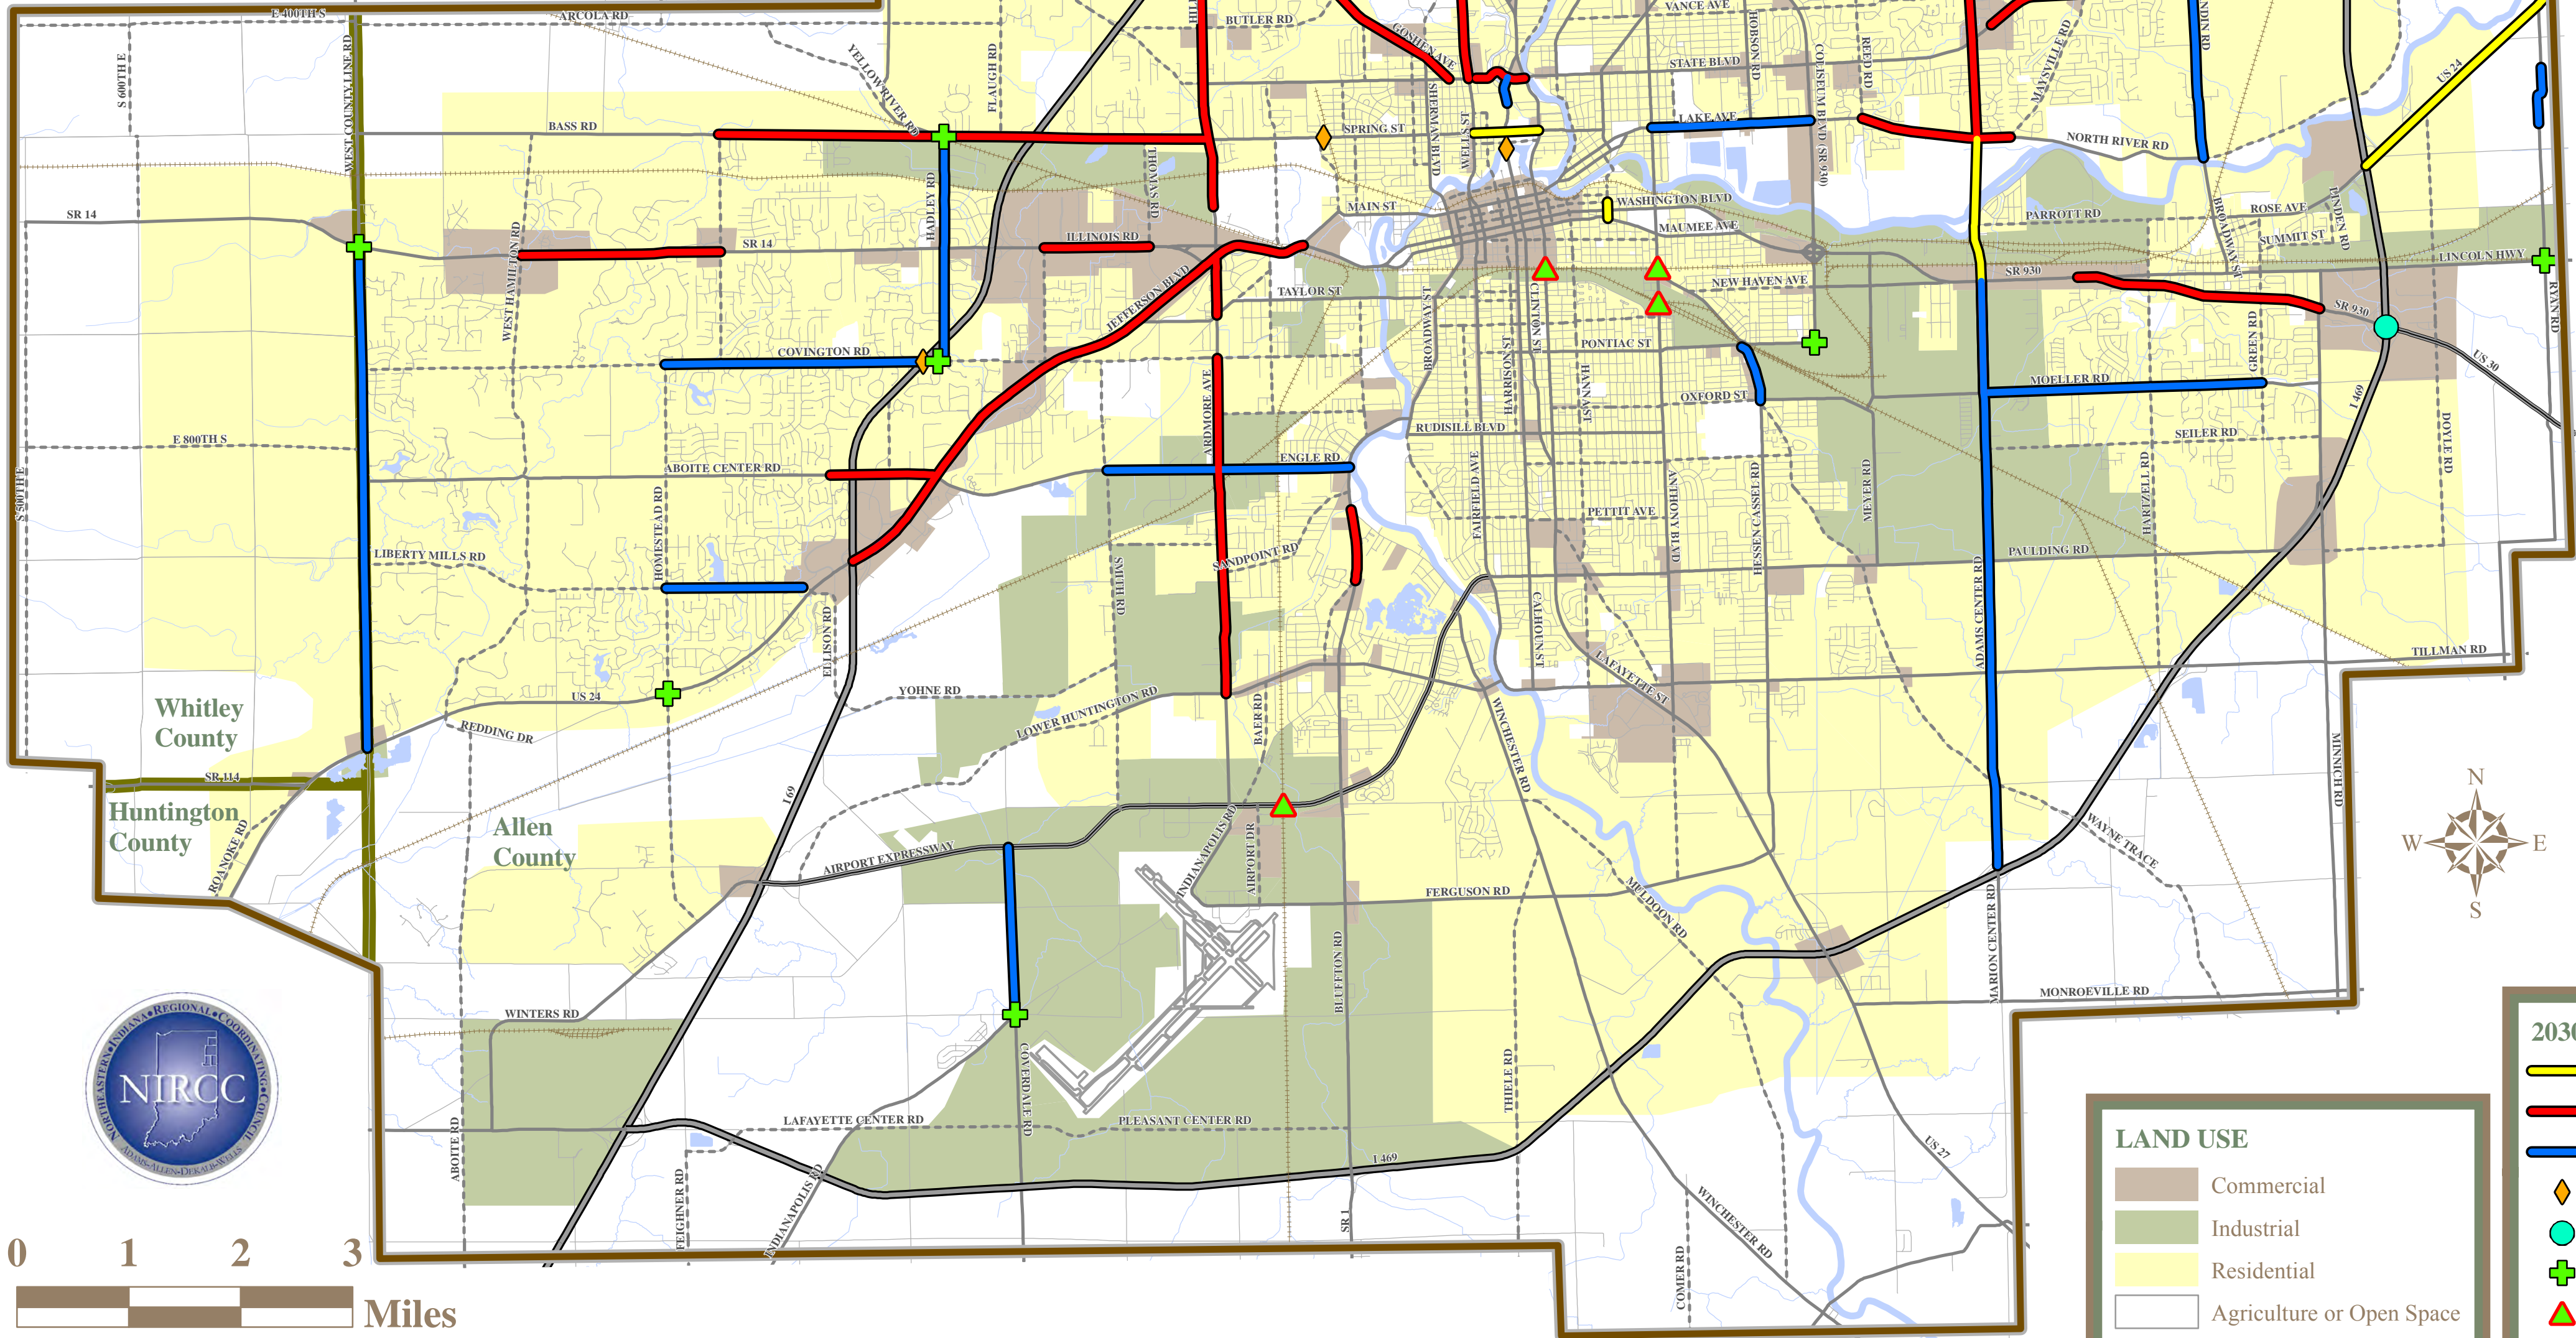 E 400TH S
ARCOLA RD
BUTLER RD
GOSHEN AVE
VANCE AVE
HOBSON RD
STATE BLVD
COLISEUM BLVD (SR 930)
REED RD
MAYSVILLE RD
US 24
S 600TH E
WEST COUNTY LINE RD
YELLOW RIVER RD
FLAUGH RD
BASS RD
SPRING ST
SHERMAN BLVD
WELLS ST
LAKE AVE
NORTH RIVER RD
THOMAS RD
HADLEY RD
SR 14
WEST HAMILTON RD
SR 14
ILLINOIS RD
MAIN ST
WASHINGTON BLVD
MAUMEE AVE
PARROTT RD
ROSE AVE
BROADWAY ST
LINDEN RD
SUMMIT ST
LINCOLN HWY
SR 930
RYAN RD
JEFFERSON BLVD
TAYLOR ST
NEW HAVEN AVE
BROADWAY ST
CLINTON ST
HARRISON ST
PONTIAC ST
SR 930
GREEN RD
US 30
COVINGTON RD
ARDMORE AVE
HANNA ST
OXFORD ST
MOELLER RD
I 469
DOYLE RD
E 800TH S
S 500TH E
ABOITE CENTER RD
ENGLE RD
RUDISILL BLVD
FAIRFIELD AVE
ANTHONY BLVD
HESSEN CASSEL RD
MEYER RD
SEILER RD
HARTZELL RD
HOMESTEAD RD
PETTIT AVE
LIBERTY MILLS RD
SANDPOINT RD
SMITH RD
PAULDING RD
ADAMS CENTER RD
ELLISON RD
CALHOUN ST
LAFAYETTE ST
TILLMAN RD
US 24
YOHNE RD
LOWER HUNTINGTON RD
BAER RD
WINCHESTER RD
REDDING DR
MINNICH RD
Whitley
County
SR 114
Huntington
County
ROANOKE RD
Allen
County
I 69
AIRPORT EXPRESSWAY
INDIANAPOLIS RD
AIRPORT DR
FERGUSON RD
MULDOON RD
WAYNE TRACE
MARION CENTER RD
N
W
E
S
BLUFFTON RD
MONROEVILLE RD
WINTERS RD
COVERDALE RD
THIELE RD
NORTHEASTERN•INDIANA•REGIONAL•COORDINATING•COUNCIL
NIRCC
ADAMS-ALLEN-DEKALB-WELLS
ABOITE RD
LAFAYETTE CENTER RD
PLEASANT CENTER RD
FEIGHNER RD
INDIANAPOLIS RD
I 469
SR 1
US 27
WINCHESTER RD
COMER RD
0 1 2 3
Miles
LAND USE
Commercial
Industrial
Residential
Agriculture or Open Space